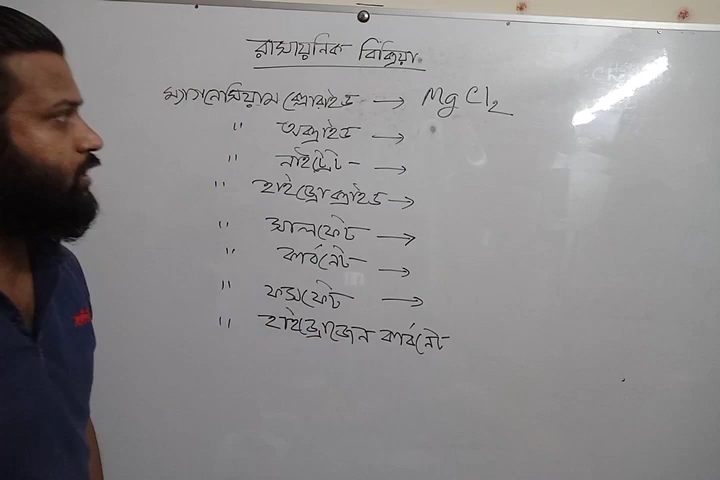 রাসায়নিক বিক্রিয়া
ম্যাগনেসিয়াম ক্লোরাইড → MgCl₂
" অক্সাইড →
" নাইট্রেট →
" হাইড্রোক্সাইড →
" সালফেট →
" কার্বনেট →
" ফসফেট →
" হাইড্রোজেন কার্বনেট